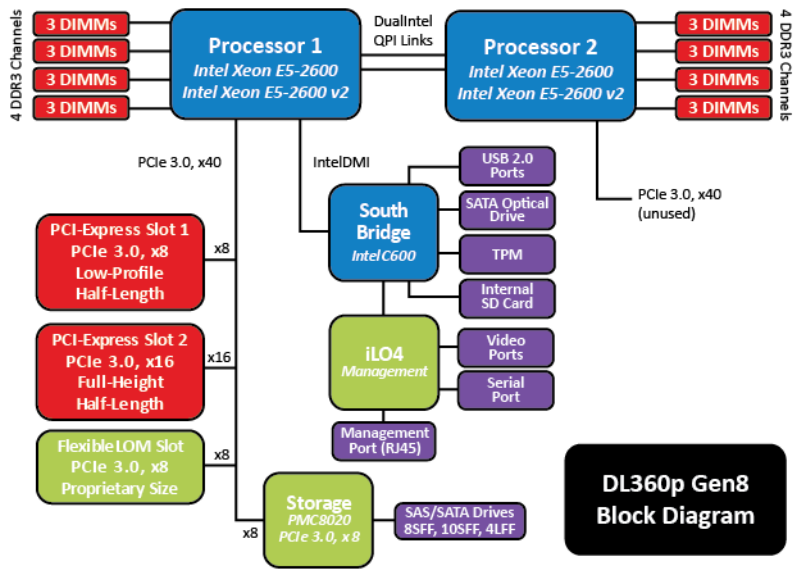 4 DDR3 Channels
3 DIMMs
3 DIMMs
3 DIMMs
3 DIMMs
Processor 1
Intel Xeon E5-2600
Intel Xeon E5-2600 v2
DualIntel
QPI Links
Processor 2
Intel Xeon E5-2600
Intel Xeon E5-2600 v2
3 DIMMs
3 DIMMs
3 DIMMs
3 DIMMs
4 DDR3 Channels
PCIe 3.0, x40
IntelDMI
PCIe 3.0, x40
(unused)
South
Bridge
IntelC600
USB 2.0
Ports
SATA Optical
Drive
TPM
Internal
SD Card
PCI-Express Slot 1
PCIe 3.0, x8
Low-Profile
Half-Length
x8
PCI-Express Slot 2
PCIe 3.0, x16
Full-Height
Half-Length
x16
iLO4
Management
Video
Ports
Serial
Port
Management
Port (RJ45)
FlexibleLOM Slot
PCIe 3.0, x8
Proprietary Size
x8
x8
Storage
PMC8020
PCIe 3.0, x 8
SAS/SATA Drives
8SFF, 10SFF, 4LFF
DL360p Gen8
Block Diagram